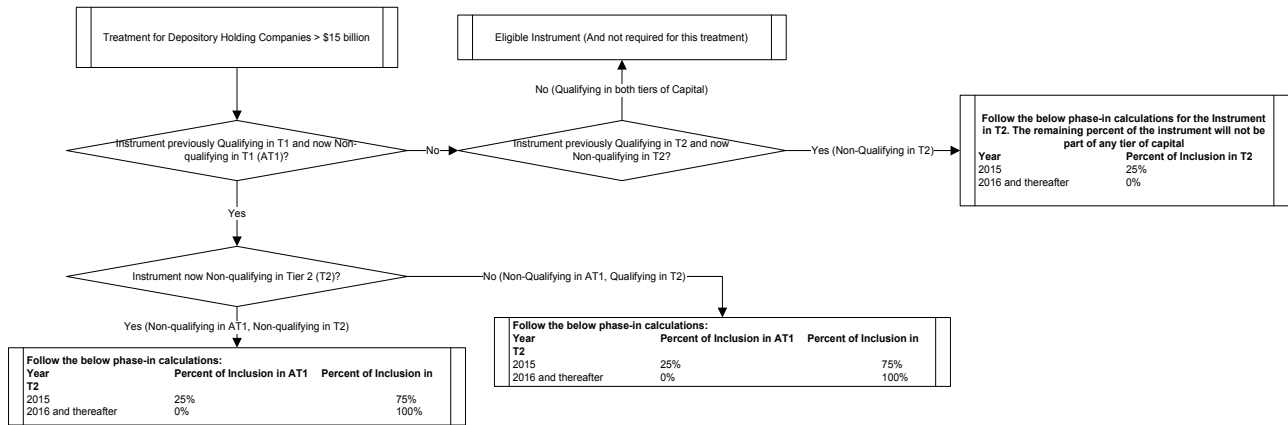 Treatment for Depository Holding Companies > $15 billion
Eligible Instrument (And not required for this treatment)
No (Qualifying in both tiers of Capital)
Instrument previously Qualifying in T1 and now Non-
qualifying in T1 (AT1)?
No
Instrument previously Qualifying in T2 and now
Non-Qualifying in T2?
Yes (Non-Qualifying in T2)
Follow the below phase-in calculations for the Instrument
in T2. The remaining percent of the instrument will not be
part of any tier of capital
Year Percent of Inclusion in T2
2015 25%
2016 and thereafter 0%
Yes
Instrument now Non-qualifying in Tier 2 (T2)?
No (Non-Qualifying in AT1, Qualifying in T2)
Yes (Non-qualifying in AT1, Non-qualifying in T2)
Follow the below phase-in calculations:
Year Percent of Inclusion in AT1 Percent of Inclusion in
T2
2015 25% 75%
2016 and thereafter 0% 100%
Follow the below phase-in calculations:
Year Percent of Inclusion in AT1 Percent of Inclusion in
T2
2015 25% 75%
2016 and thereafter 0% 100%